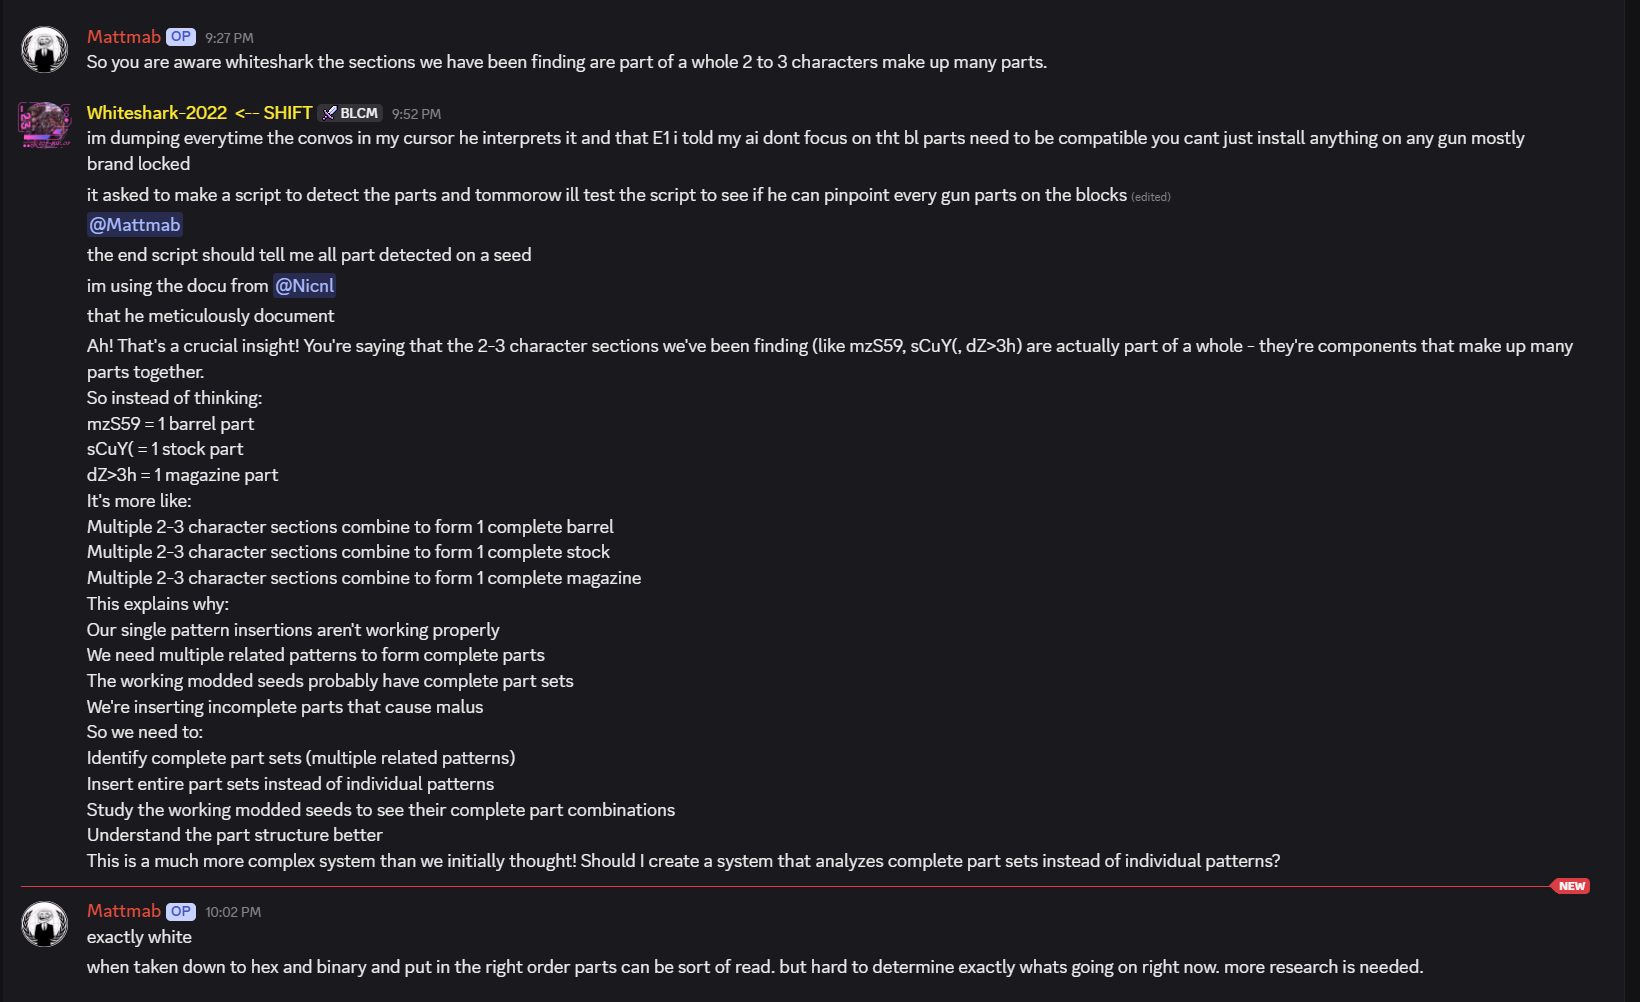 Mattmab OP 9:27 PM
So you are aware whiteshark the sections we have been finding are part of a whole 2 to 3 characters make up many parts.
Whiteshark-2022 <-- SHIFT BLCM 9:52 PM
im dumping everytime the convos in my cursor he interprets it and that E1 i told my ai dont focus on tht bl parts need to be compatible you cant just install anything on any gun mostly
brand locked
it asked to make a script to detect the parts and tommorow ill test the script to see if he can pinpoint every gun parts on the blocks (edited)
@Mattmab
the end script should tell me all part detected on a seed
im using the docu from @Nicnl
that he meticulously document
Ah! That's a crucial insight! You're saying that the 2-3 character sections we've been finding (like mzS59, sCuY(, dZ>3h) are actually part of a whole - they're components that make up many
parts together.
So instead of thinking:
mzS59 = 1 barrel part
sCuY( = 1 stock part
dZ>3h = 1 magazine part
It's more like:
Multiple 2-3 character sections combine to form 1 complete barrel
Multiple 2-3 character sections combine to form 1 complete stock
Multiple 2-3 character sections combine to form 1 complete magazine
This explains why:
Our single pattern insertions aren't working properly
We need multiple related patterns to form complete parts
The working modded seeds probably have complete part sets
We're inserting incomplete parts that cause malus
So we need to:
Identify complete part sets (multiple related patterns)
Insert entire part sets instead of individual patterns
Study the working modded seeds to see their complete part combinations
Understand the part structure better
This is a much more complex system than we initially thought! Should I create a system that analyzes complete part sets instead of individual patterns?
NEW
Mattmab OP 10:02 PM
exactly white
when taken down to hex and binary and put in the right order parts can be sort of read. but hard to determine exactly whats going on right now. more research is needed.